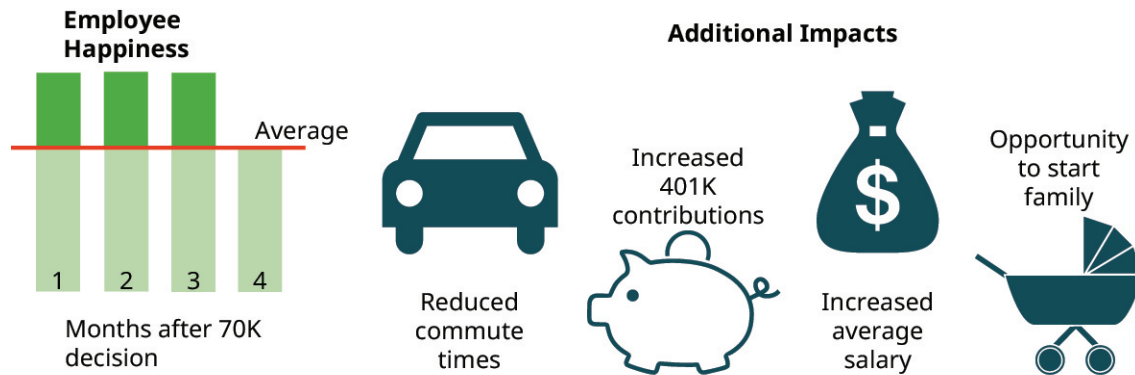 Employee
Happiness
Average
1
2
3
4
Months after 70K
decision
Additional Impacts
Reduced
commute
times
Increased
401K
contributions
$
Increased
average
salary
Opportunity
to start
family